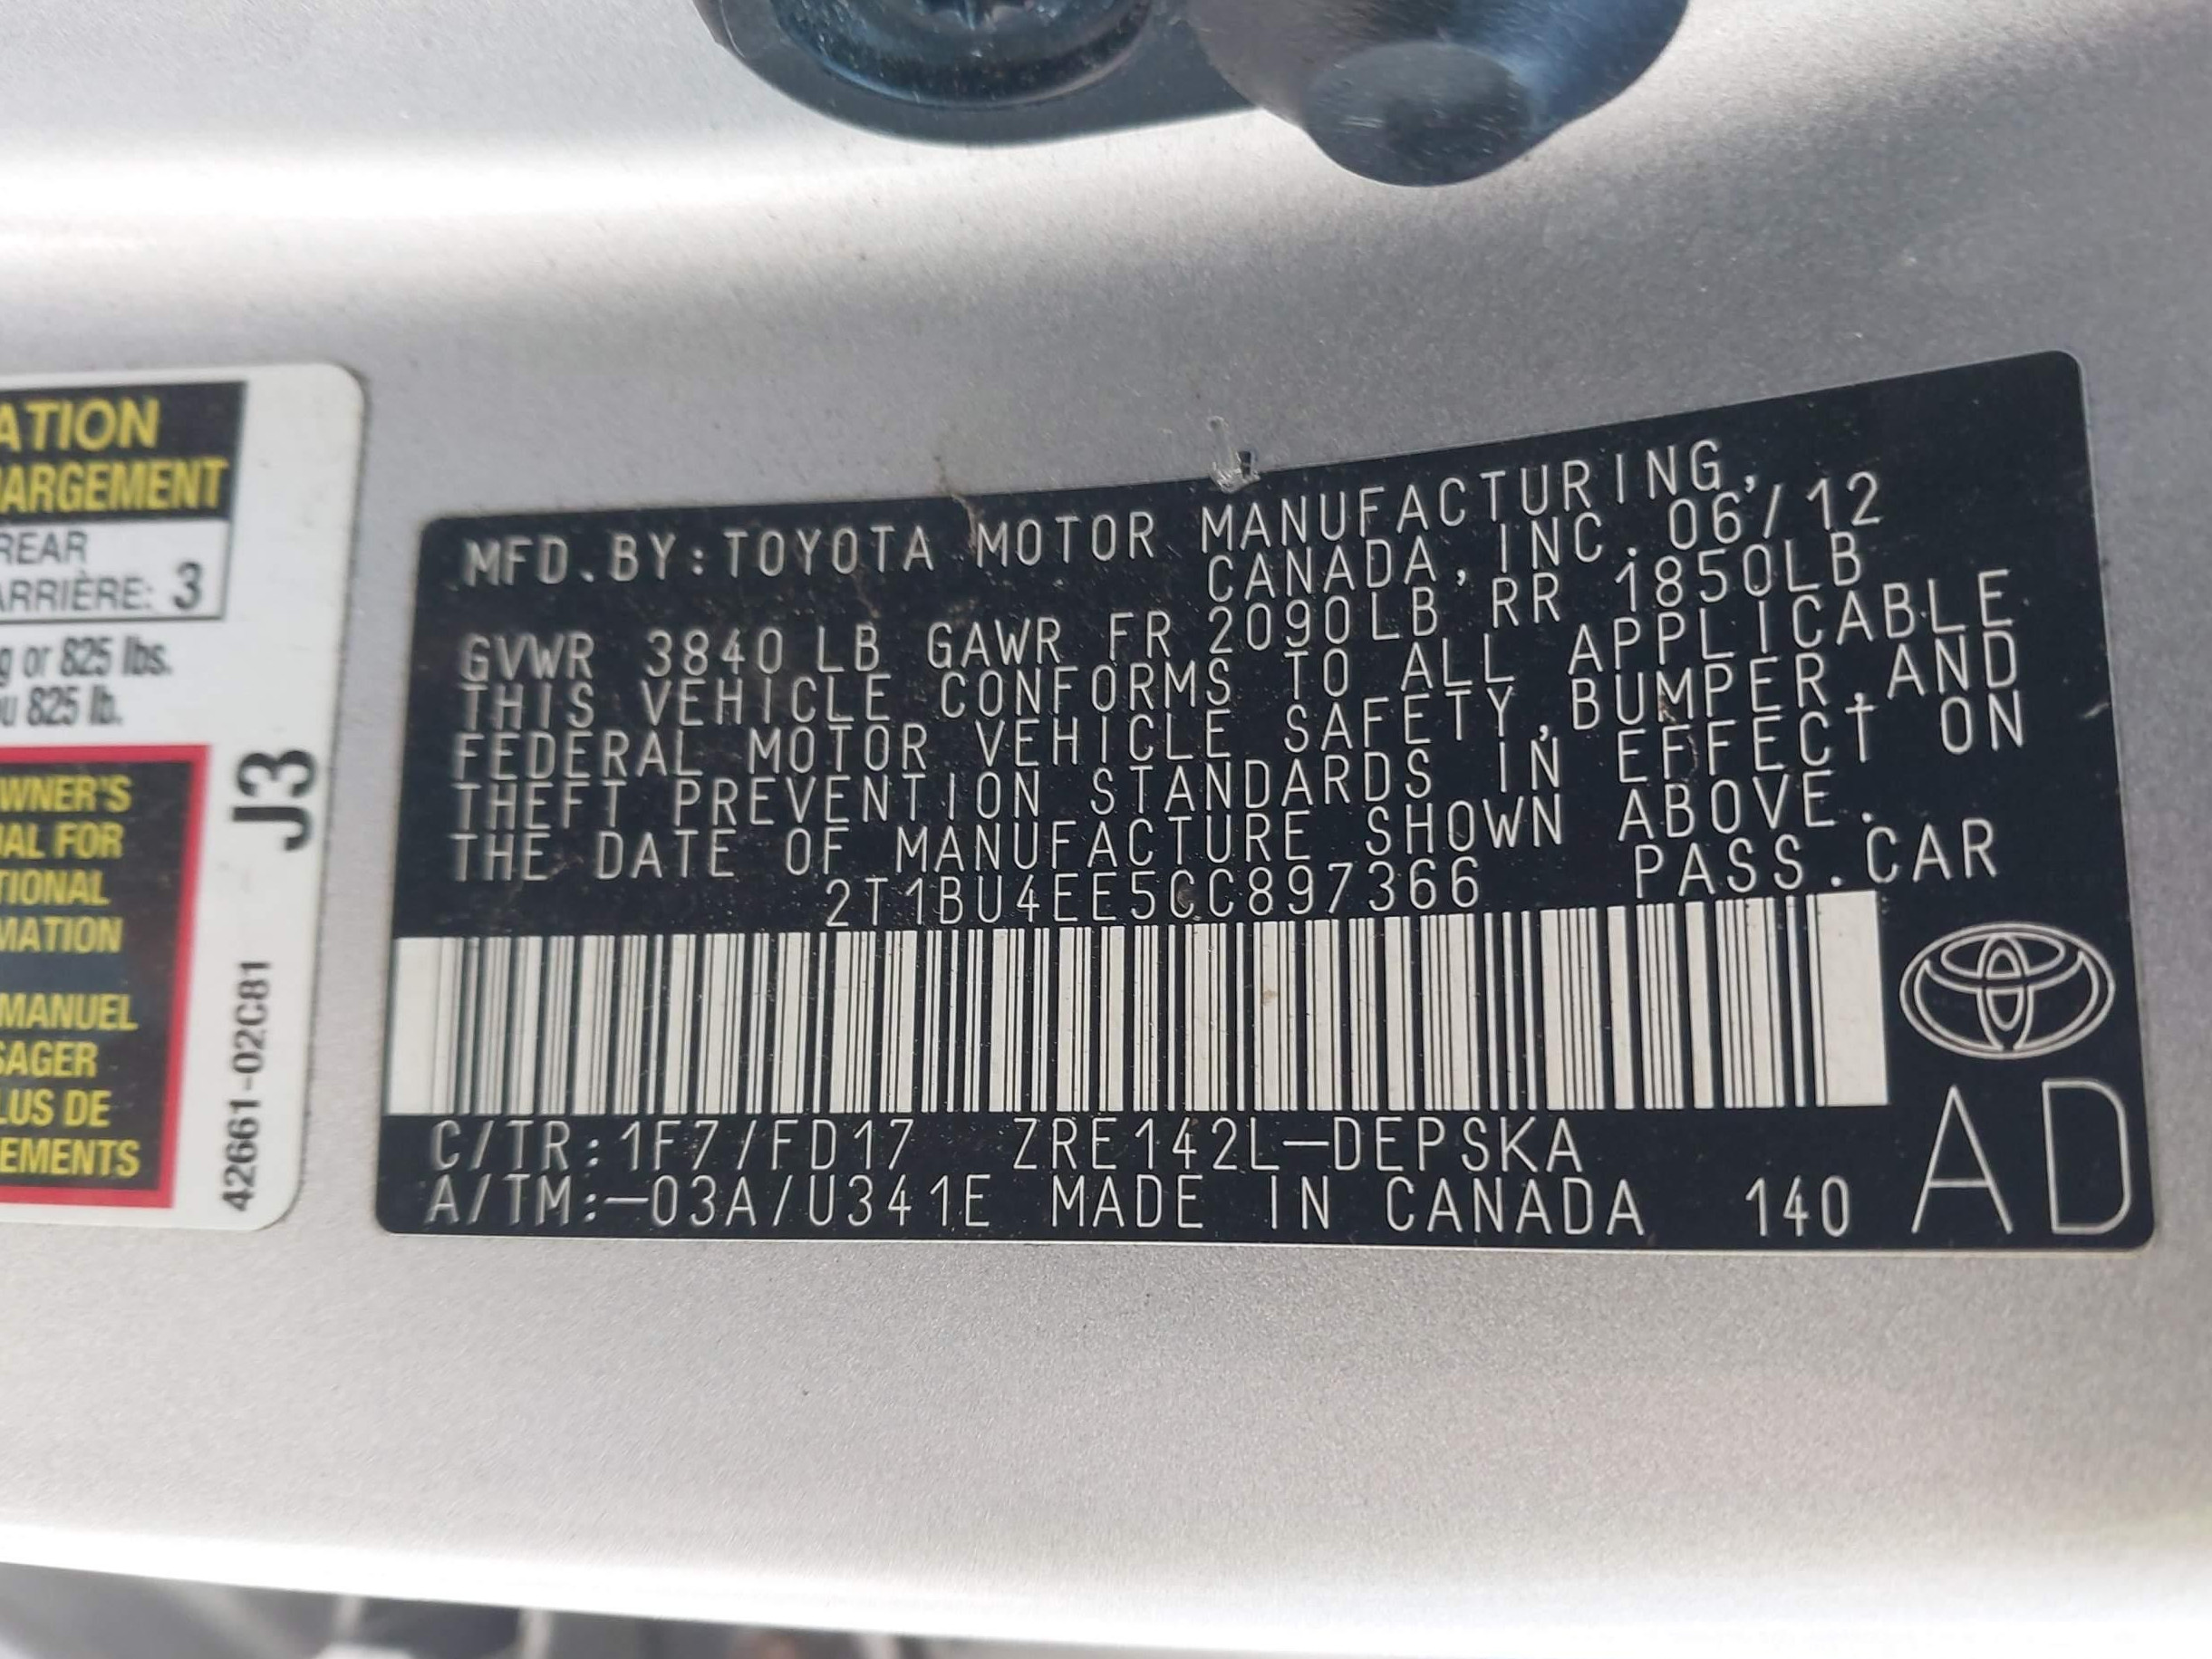 ATION
ARGEMENT
REAR
ARRIÈRE: 3
g or 825 lbs.
u 825 lb.
WNER'S
AL FOR
TIONAL
MATION
MANUEL
SAGER
LUS DE
EMENTS
J3
42661-02C81
MFD.BY:TOYOTA MOTOR MANUFACTURING,
CANADA, INC. 06/12
GVWR 3840LB GAWR FR 2090LB RR 1850LB
THIS VEHICLE CONFORMS TO ALL APPLICABLE
FEDERAL MOTOR VEHICLE SAFETY,BUMPER,AND
THEFT PREVENTION STANDARDS IN EFFECT ON
THE DATE OF MANUFACTURE SHOWN ABOVE.
2T1BU4EE5CC897366 PASS.CAR
C/TR:1F7/FD17 ZRE142L-DEPSKA
A/TM:-03A/U341E MADE IN CANADA 140
AD